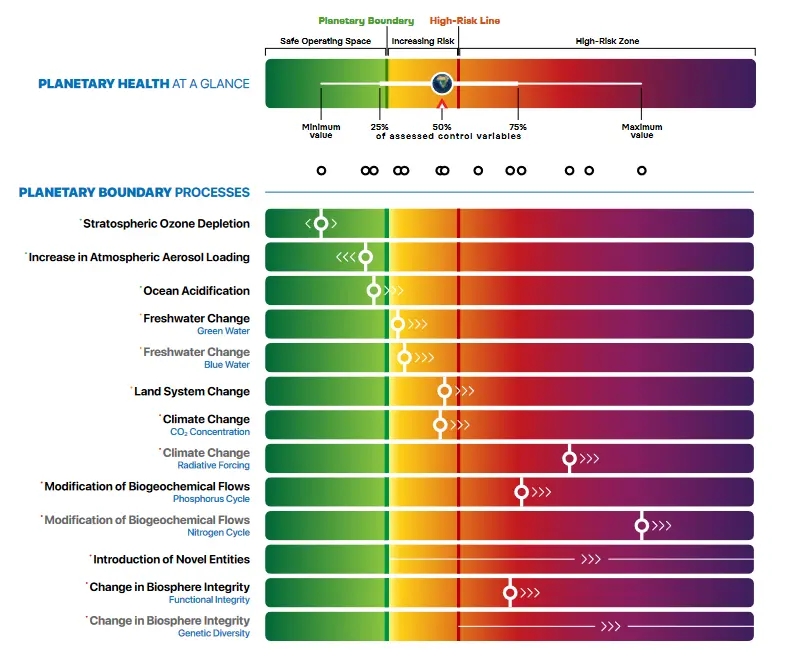 Planetary Boundary High-Risk Line
Safe Operating Space Increasing Risk High-Risk Zone
PLANETARY HEALTH AT A GLANCE
Minimum value 25% 50% 75% Maximum value
of assessed control variables
PLANETARY BOUNDARY PROCESSES
Stratospheric Ozone Depletion
Increase in Atmospheric Aerosol Loading
Ocean Acidification
Freshwater Change
Green Water
Freshwater Change
Blue Water
Land System Change
Climate Change
CO₂ Concentration
Climate Change
Radiative Forcing
Modification of Biogeochemical Flows
Phosphorus Cycle
Modification of Biogeochemical Flows
Nitrogen Cycle
Introduction of Novel Entities
Change in Biosphere Integrity
Functional Integrity
Change in Biosphere Integrity
Genetic Diversity